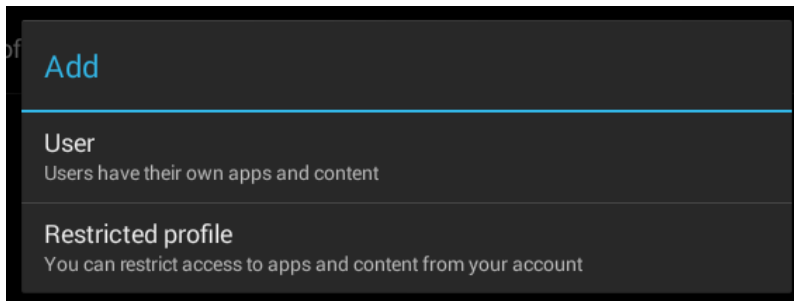 of
Add
User
Users have their own apps and content
Restricted profile
You can restrict access to apps and content from your account